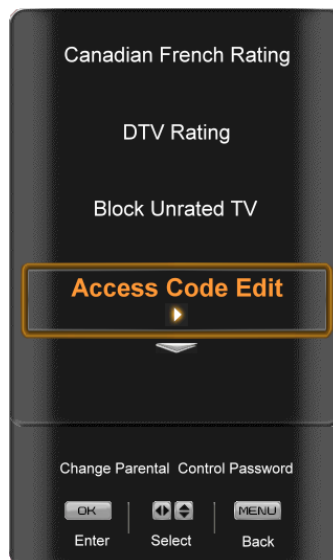 Canadian French Rating
DTV Rating
Block Unrated TV
Access Code Edit
Change Parental Control Password
OK MENU
Enter Select Back